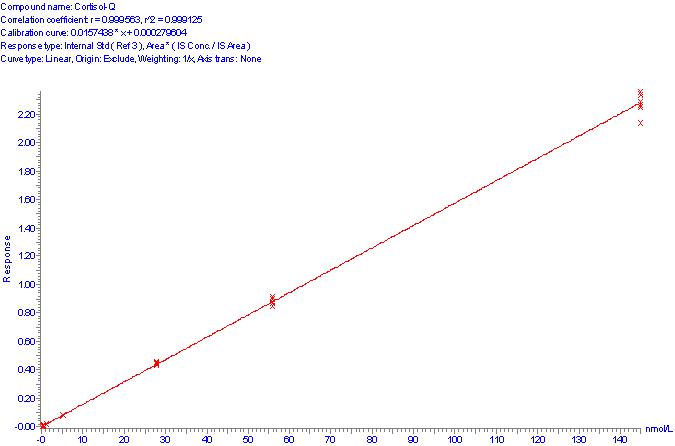 Compound name: Cortisol-Q
Correlation coefficient: r = 0.999563, r^2 = 0.999125
Calibration curve: 0.0157438 * x + 0.000279604
Response type: Internal Std ( Ref 3 ), Area * ( IS Conc. / IS Area )
Curve type: Linear, Origin: Exclude, Weighting: 1/x, Axis trans: None
2.20
2.00
1.80
1.60
1.40
1.20
1.00
0.80
0.60
0.40
0.20
-0.00
Response
-0 10 20 30 40 50 60 70 80 90 100 110 120 130 140 nmol/L